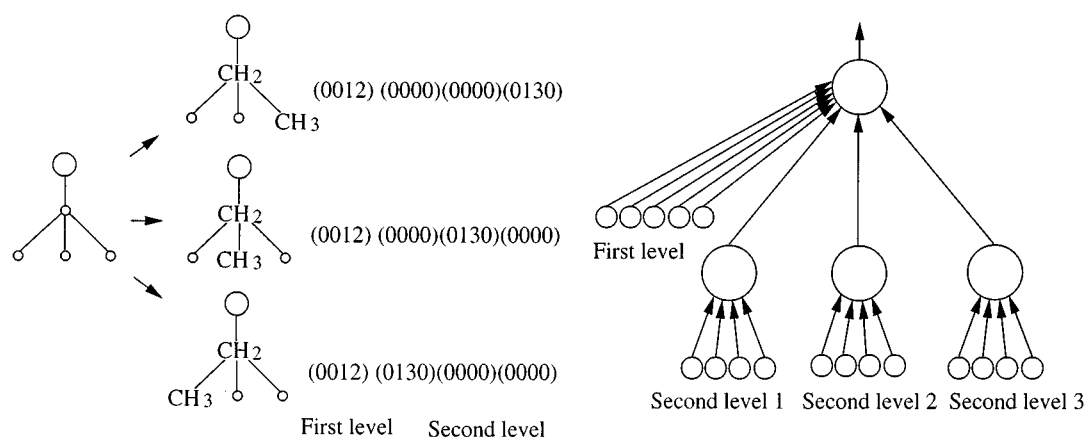 CH2
(0012) (0000)(0000)(0130)
CH3
CH2
(0012) (0000)(0130)(0000)
CH3
CH2
(0012) (0130)(0000)(0000)
CH3
First level Second level
First level
Second level 1 Second level 2 Second level 3